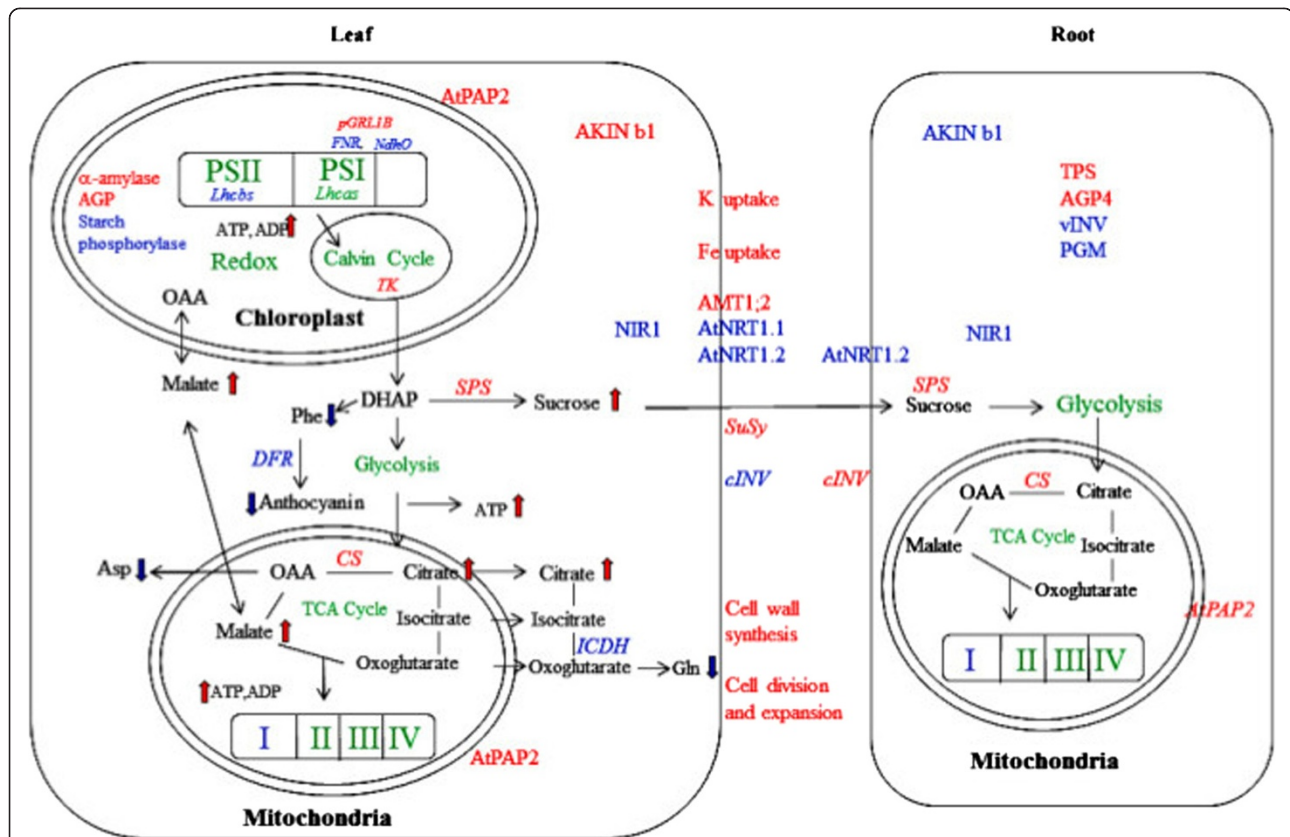 Leaf
Root
AtPAP2
pGRL1B
FNR, NdhO
AKIN b1
AKIN b1
PSII
PSI
Lhcbs
Lhcas
α-amylase
AGP
Starch
phosphorylase
ATP, ADP
Redox
Calvin Cycle
TK
OAA
Chloroplast
K uptake
Fe uptake
AMT1;2
NIR1
AtNRT1.1
AtNRT1.2
AtNRT1.2
TPS
AGP4
vINV
PGM
NIR1
Malate
Phe
DHAP
SPS
Sucrose
SPS
Sucrose
Glycolysis
SuSy
DFR
Glycolysis
cINV
cINV
Anthocyanin
ATP
Asp
OAA
CS
Citrate
Citrate
TCA Cycle
Isocitrate
Isocitrate
Malate
Oxoglutarate
ICDH
Oxoglutarate
Gln
ATP,ADP
I
II
III
IV
AtPAP2
Mitochondria
Cell wall
synthesis
Cell division
and expansion
OAA
CS
Citrate
Malate
TCA Cycle
Isocitrate
Oxoglutarate
AtPAP2
I
II
III
IV
Mitochondria